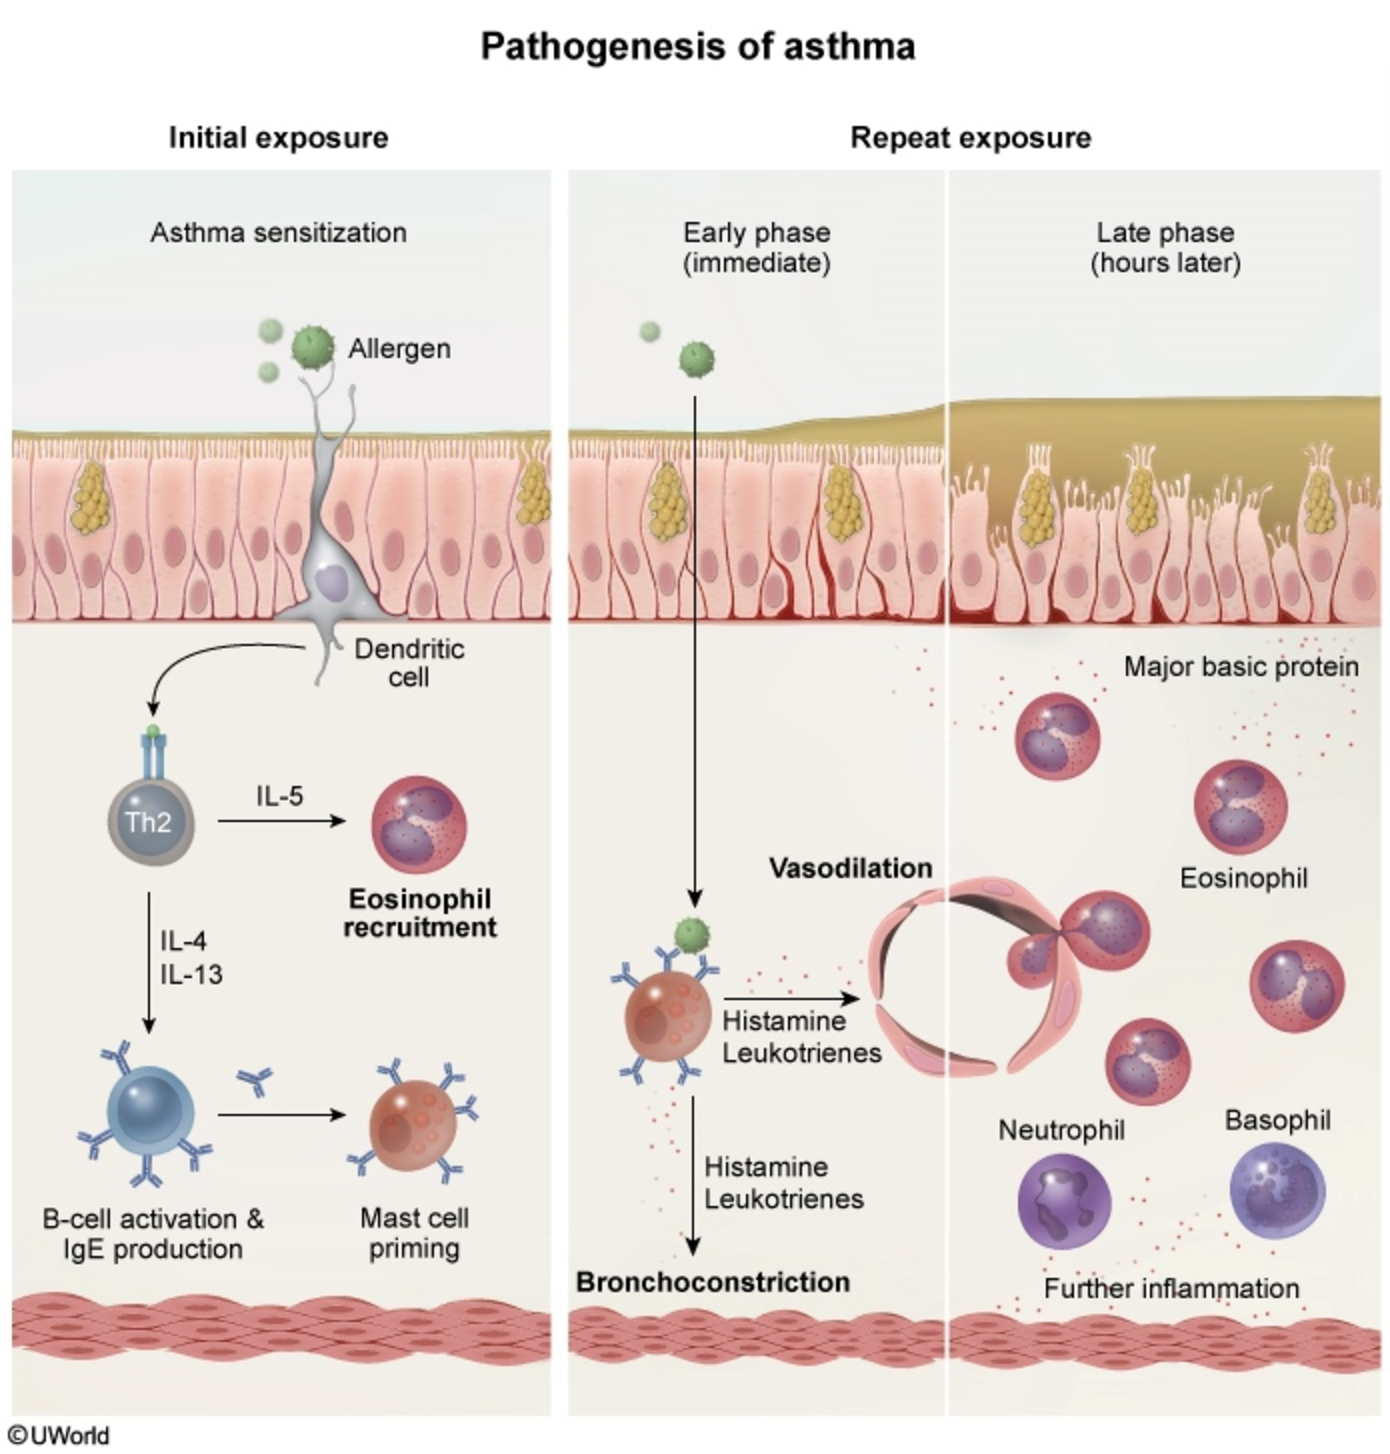 Pathogenesis of asthma
Initial exposure
Repeat exposure
Asthma sensitization
Early phase
(immediate)
Late phase
(hours later)
Allergen
Dendritic
cell
Th2
IL-5
Eosinophil
recruitment
IL-4
IL-13
B-cell activation &
IgE production
Mast cell
priming
Vasodilation
Histamine
Leukotrienes
Histamine
Leukotrienes
Bronchoconstriction
Major basic protein
Eosinophil
Neutrophil
Basophil
Further inflammation
©UWorld